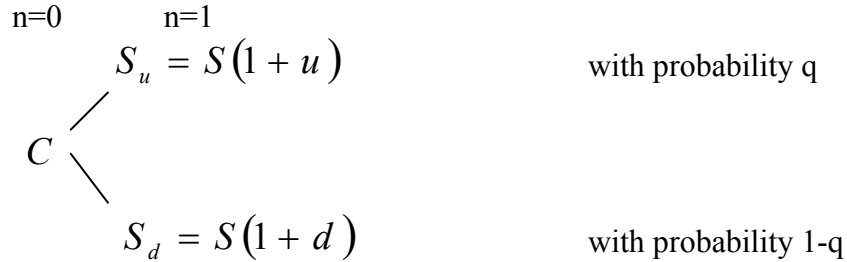 n=0 n=1
S_u = S(1 + u) with probability q
C
S_d = S(1 + d) with probability 1-q